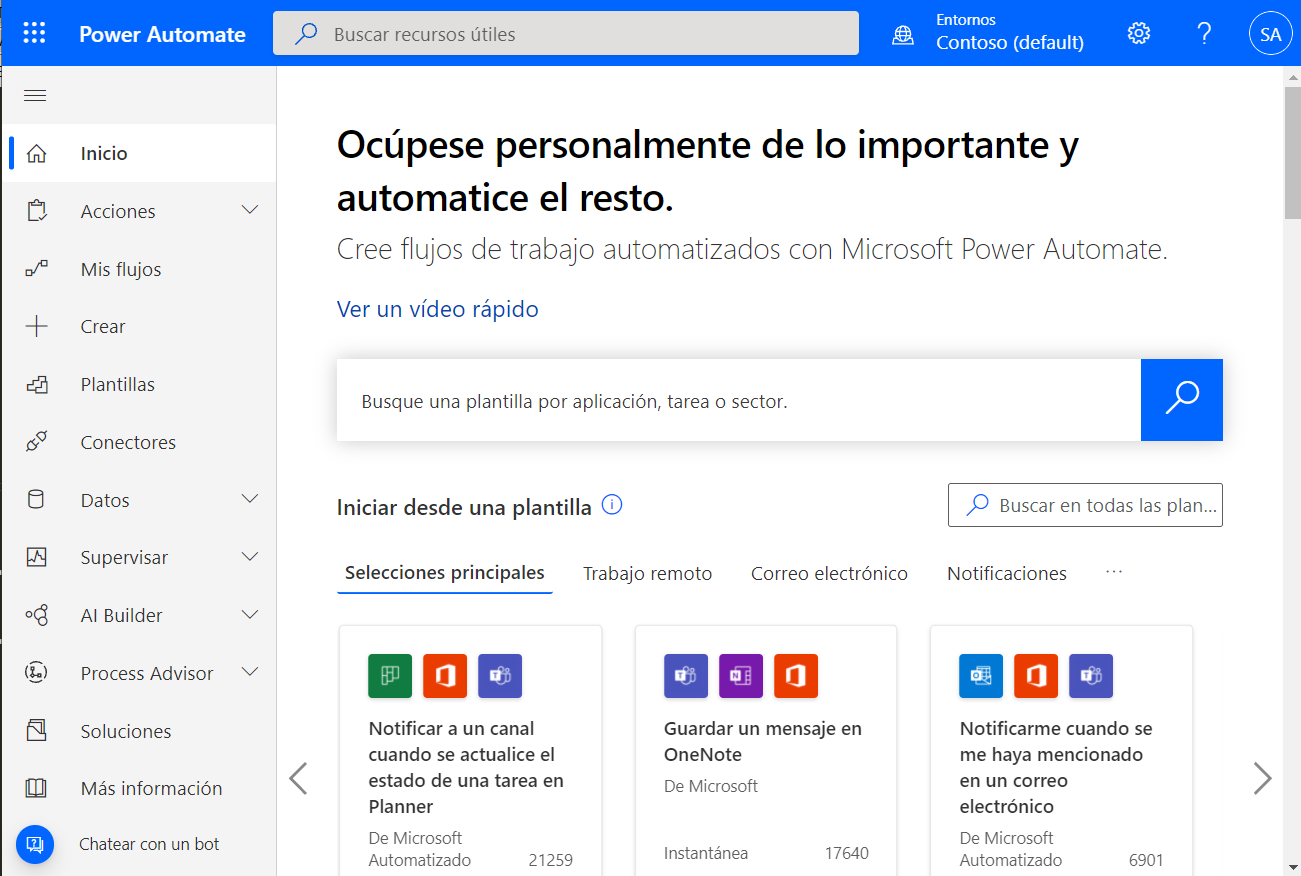 Power Automate
Buscar recursos útiles
Entornos
Contoso (default)
SA
Inicio
Acciones
Mis flujos
Crear
Plantillas
Conectores
Datos
Supervisar
AI Builder
Process Advisor
Soluciones
Más información
Chatear con un bot
Ocúpese personalmente de lo importante y
automatice el resto.
Cree flujos de trabajo automatizados con Microsoft Power Automate.
Ver un vídeo rápido
Busque una plantilla por aplicación, tarea o sector.
Iniciar desde una plantilla
Buscar en todas las plan...
Selecciones principales
Trabajo remoto
Correo electrónico
Notificaciones
...
Notificar a un canal
cuando se actualice el
estado de una tarea en
Planner
De Microsoft
Automatizado
21259
Guardar un mensaje en
OneNote
De Microsoft
Instantánea
17640
Notificarme cuando se
me haya mencionado
en un correo
electrónico
De Microsoft
Automatizado
6901